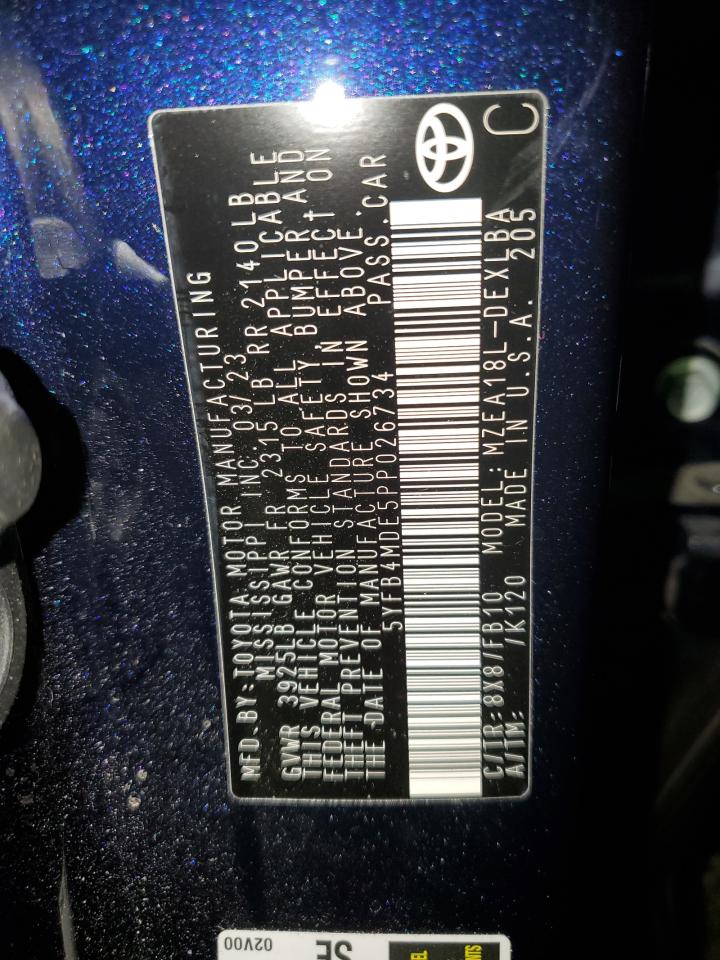 MFD.BY:TOYOTA MOTOR MANUFACTURING
MISSISSIPPI INC. 03/23
GVWR 3925LB GAWR FR 2315LB RR 2140LB
THIS VEHICLE CONFORMS TO ALL APPLICABLE
FEDERAL MOTOR VEHICLE SAFETY, BUMPER, AND
THEFT PREVENTION STANDARDS IN EFFECT ON
THE DATE OF MANUFACTURE SHOWN ABOVE.
5YFB4MDE5PP026734 PASS.CAR
C/TR:8X8/FB10 MODEL:MZEA18L-DEXLBA
A/TM: /K120 MADE IN U.S.A. 205
C
02V00
SE